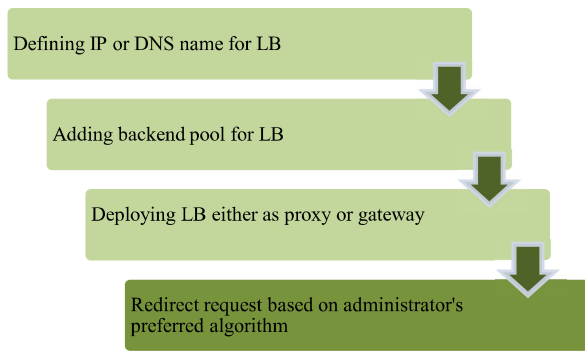 Defining IP or DNS name for LB
Adding backend pool for LB
Deploying LB either as proxy or gateway
Redirect request based on administrator's
preferred algorithm